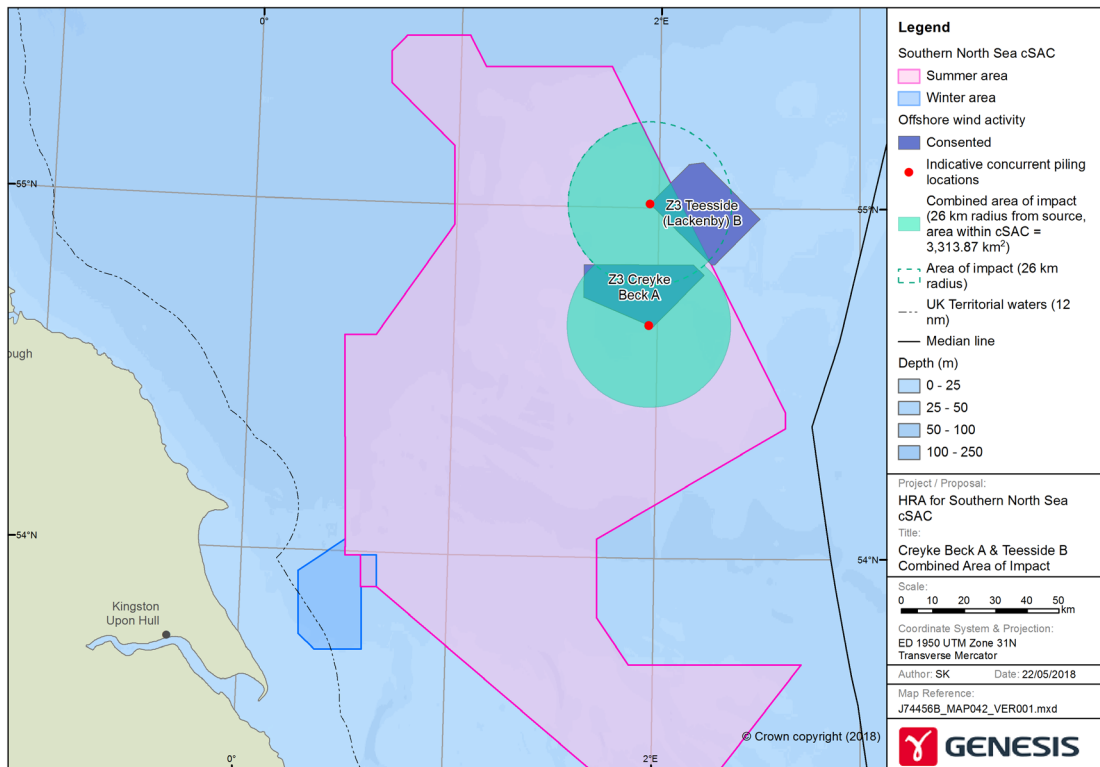 0°
2°E
55°N
55°N
54°N
54°N
0°
2°E
Z3 Teesside
(Lackenby) B
Z3 Creyke
Beck A
ough
Kingston
Upon Hull
© Crown copyright (2018)
Legend
Southern North Sea cSAC
Summer area
Winter area
Offshore wind activity
Consented
Indicative concurrent piling
locations
Combined area of impact
(26 km radius from source,
area within cSAC =
3,313.87 km²)
Area of impact (26 km
radius)
UK Territorial waters (12
nm)
Median line
Depth (m)
0 - 25
25 - 50
50 - 100
100 - 250
Project / Proposal:
HRA for Southern North Sea
cSAC
Title:
Creyke Beck A & Teesside B
Combined Area of Impact
Scale:
0 10 20 30 40 50
km
Coordinate System & Projection:
ED 1950 UTM Zone 31N
Transverse Mercator
Author: SK Date: 22/05/2018
Map Reference:
J74456B_MAP042_VER001.mxd
GENESIS